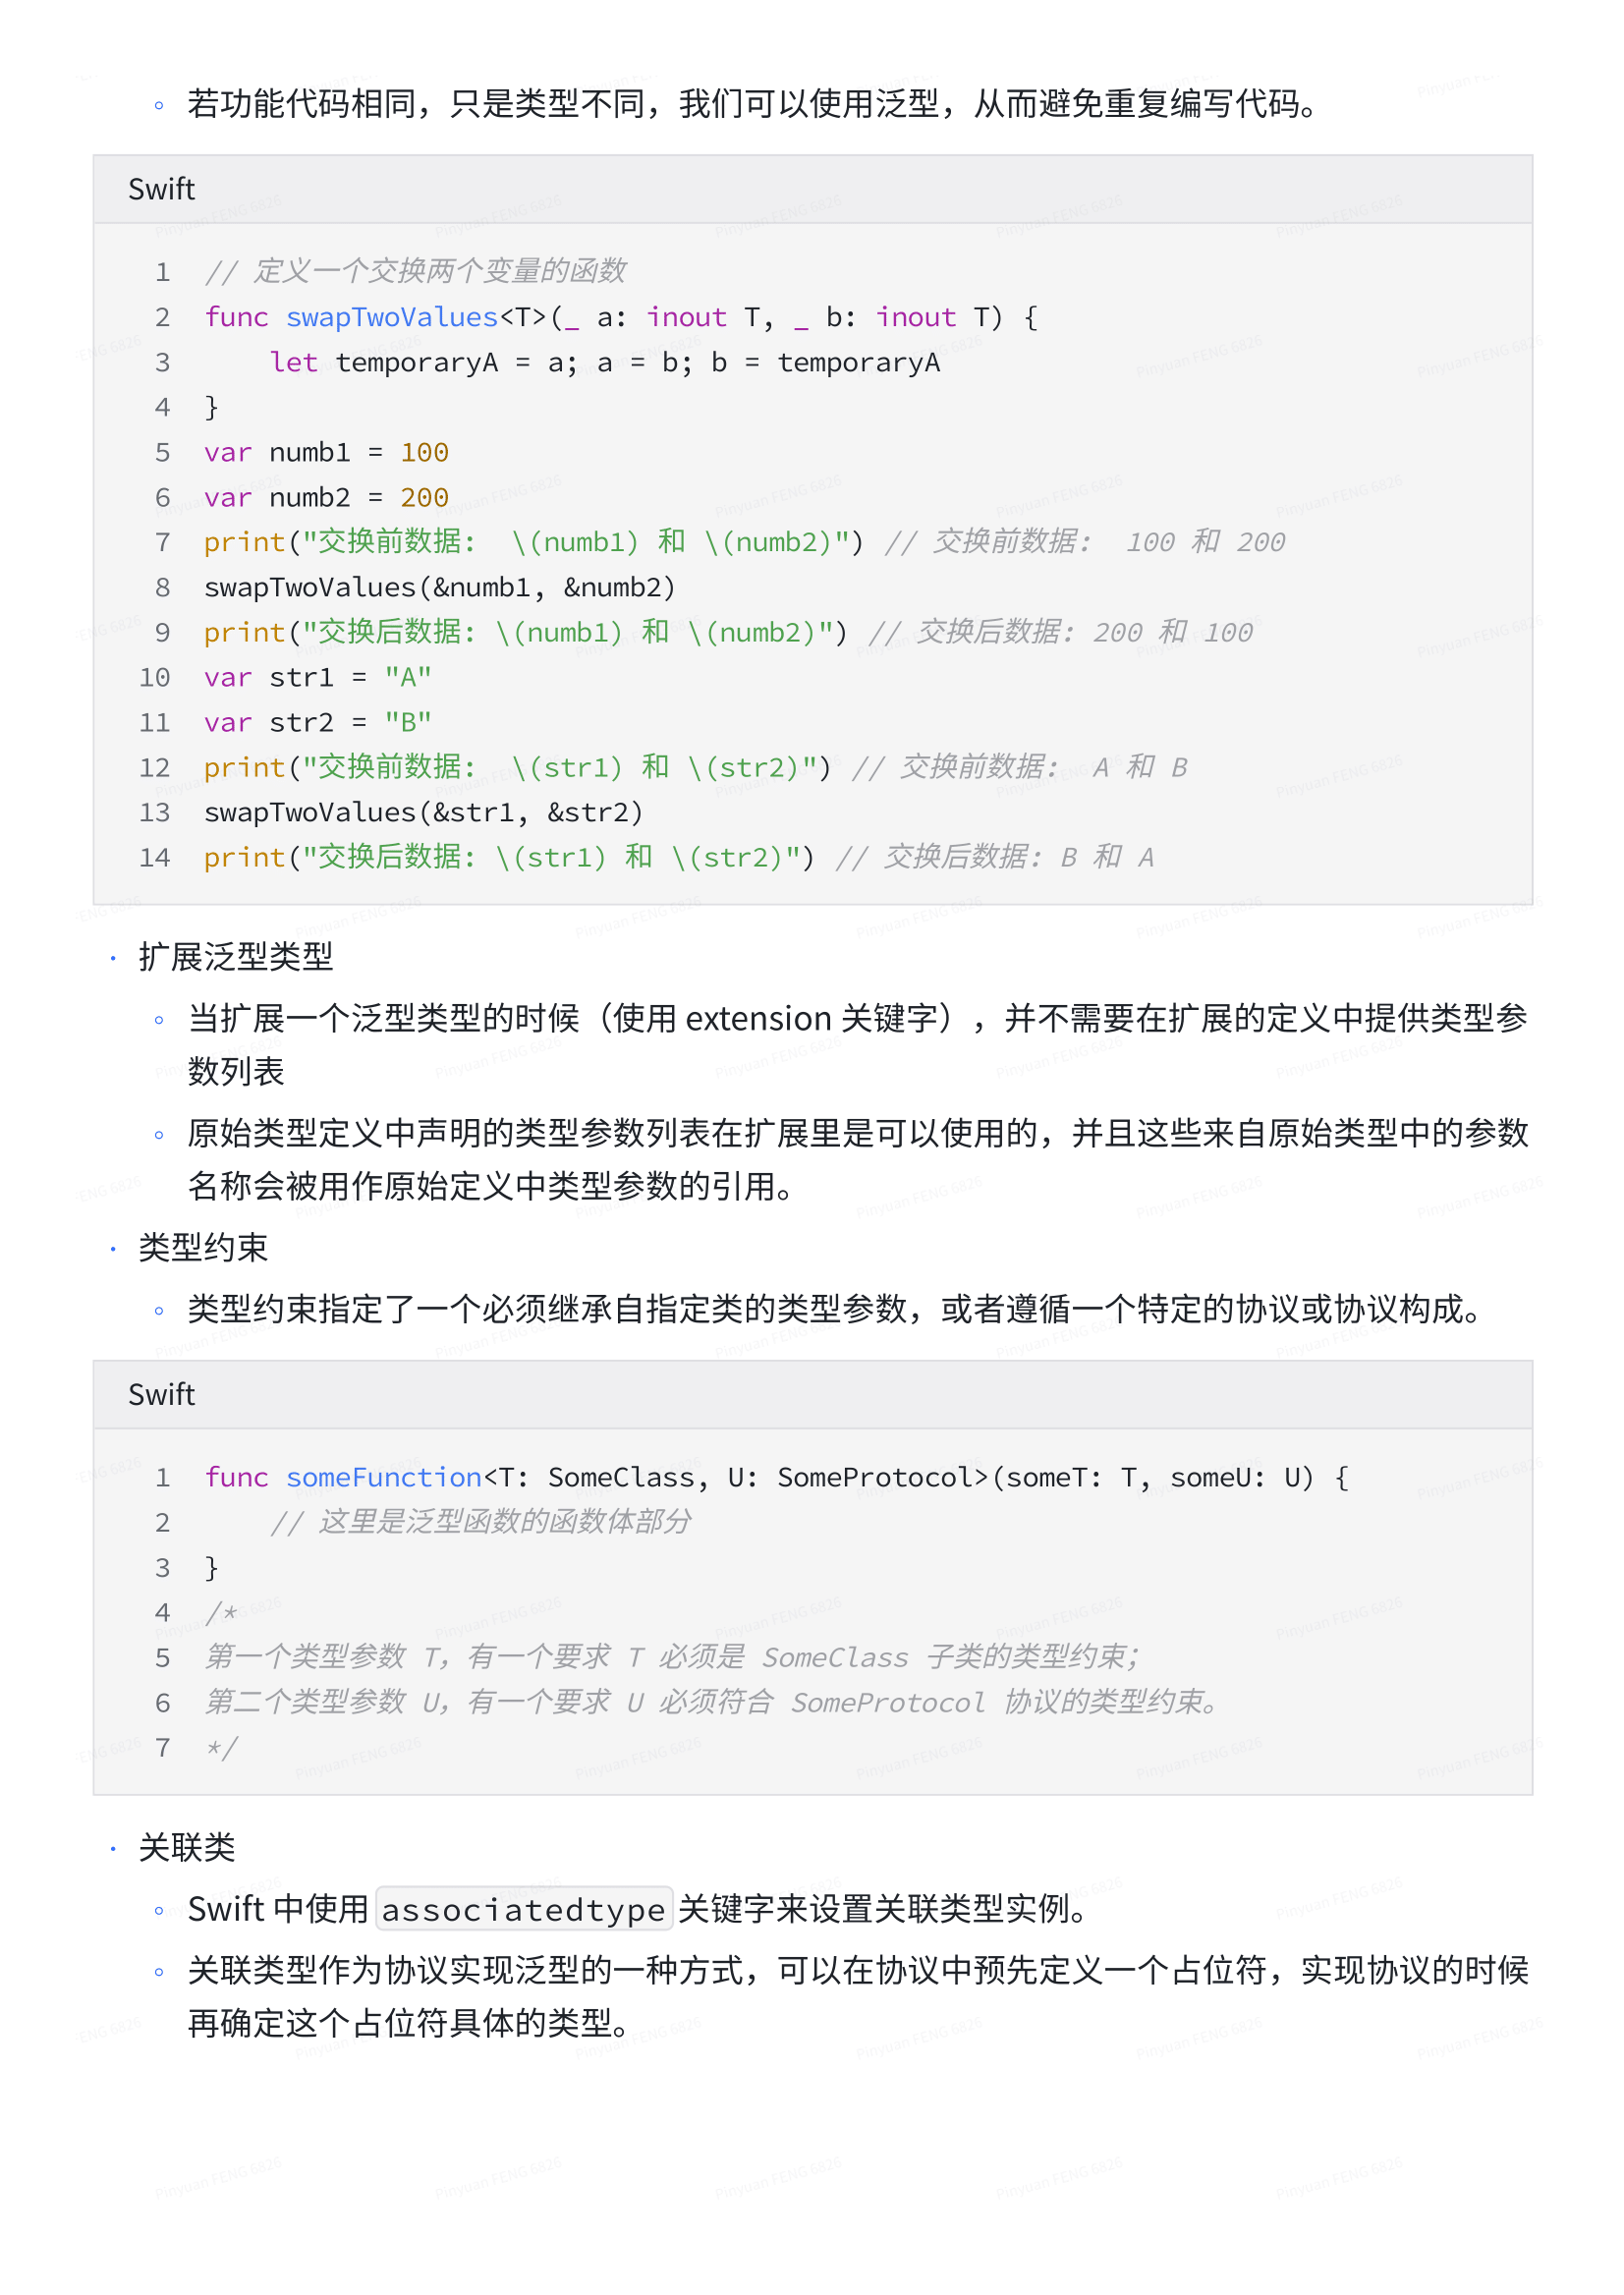 ◦ 若功能代码相同，只是类型不同，我们可以使用泛型，从而避免重复编写代码。
Swift
1 // 定义一个交换两个变量的函数
2 func swapTwoValues<T>(_ a: inout T, _ b: inout T) {
3     let temporaryA = a; a = b; b = temporaryA
4 }
5 var numb1 = 100
6 var numb2 = 200
7 print("交换前数据:  \(numb1) 和 \(numb2)") // 交换前数据:  100 和 200
8 swapTwoValues(&numb1, &numb2)
9 print("交换后数据: \(numb1) 和 \(numb2)") // 交换后数据: 200 和 100
10 var str1 = "A"
11 var str2 = "B"
12 print("交换前数据:  \(str1) 和 \(str2)") // 交换前数据:  A 和 B
13 swapTwoValues(&str1, &str2)
14 print("交换后数据: \(str1) 和 \(str2)") // 交换后数据: B 和 A
· 扩展泛型类型
◦ 当扩展一个泛型类型的时候（使用 extension 关键字），并不需要在扩展的定义中提供类型参
数列表
◦ 原始类型定义中声明的类型参数列表在扩展里是可以使用的，并且这些来自原始类型中的参数
名称会被用作原始定义中类型参数的引用。
· 类型约束
◦ 类型约束指定了一个必须继承自指定类的类型参数，或者遵循一个特定的协议或协议构成。
Swift
1 func someFunction<T: SomeClass, U: SomeProtocol>(someT: T, someU: U) {
2     // 这里是泛型函数的函数体部分
3 }
4 /*
5 第一个类型参数 T，有一个要求 T 必须是 SomeClass 子类的类型约束；
6 第二个类型参数 U，有一个要求 U 必须符合 SomeProtocol 协议的类型约束。
7 */
· 关联类
◦ Swift 中使用 associatedtype 关键字来设置关联类型实例。
◦ 关联类型作为协议实现泛型的一种方式，可以在协议中预先定义一个占位符，实现协议的时候
再确定这个占位符具体的类型。
Pinyuan FENG 6826